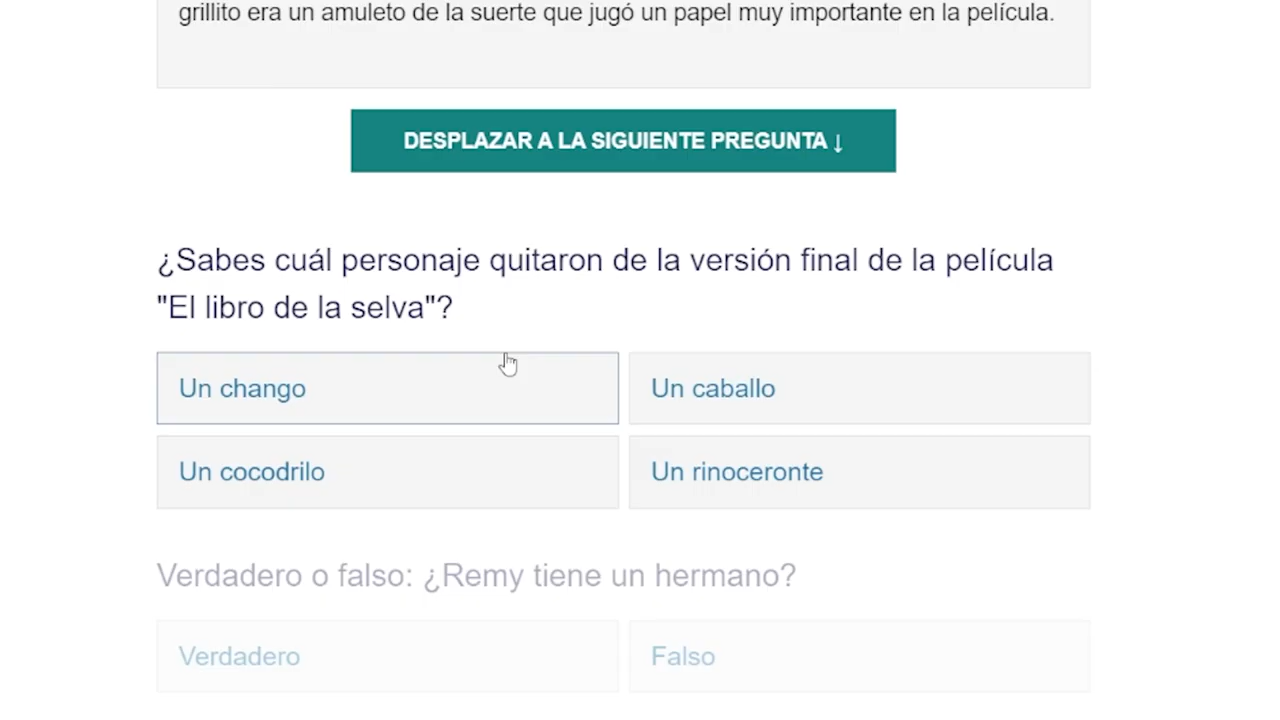 grillito era un amuleto de la suerte que jugó un papel muy importante en la película.
DESPLAZAR A LA SIGUIENTE PREGUNTA ↓
¿Sabes cuál personaje quitaron de la versión final de la película
"El libro de la selva"?
Un chango
Un caballo
Un cocodrilo
Un rinoceronte
Verdadero o falso: ¿Remy tiene un hermano?
Verdadero
Falso